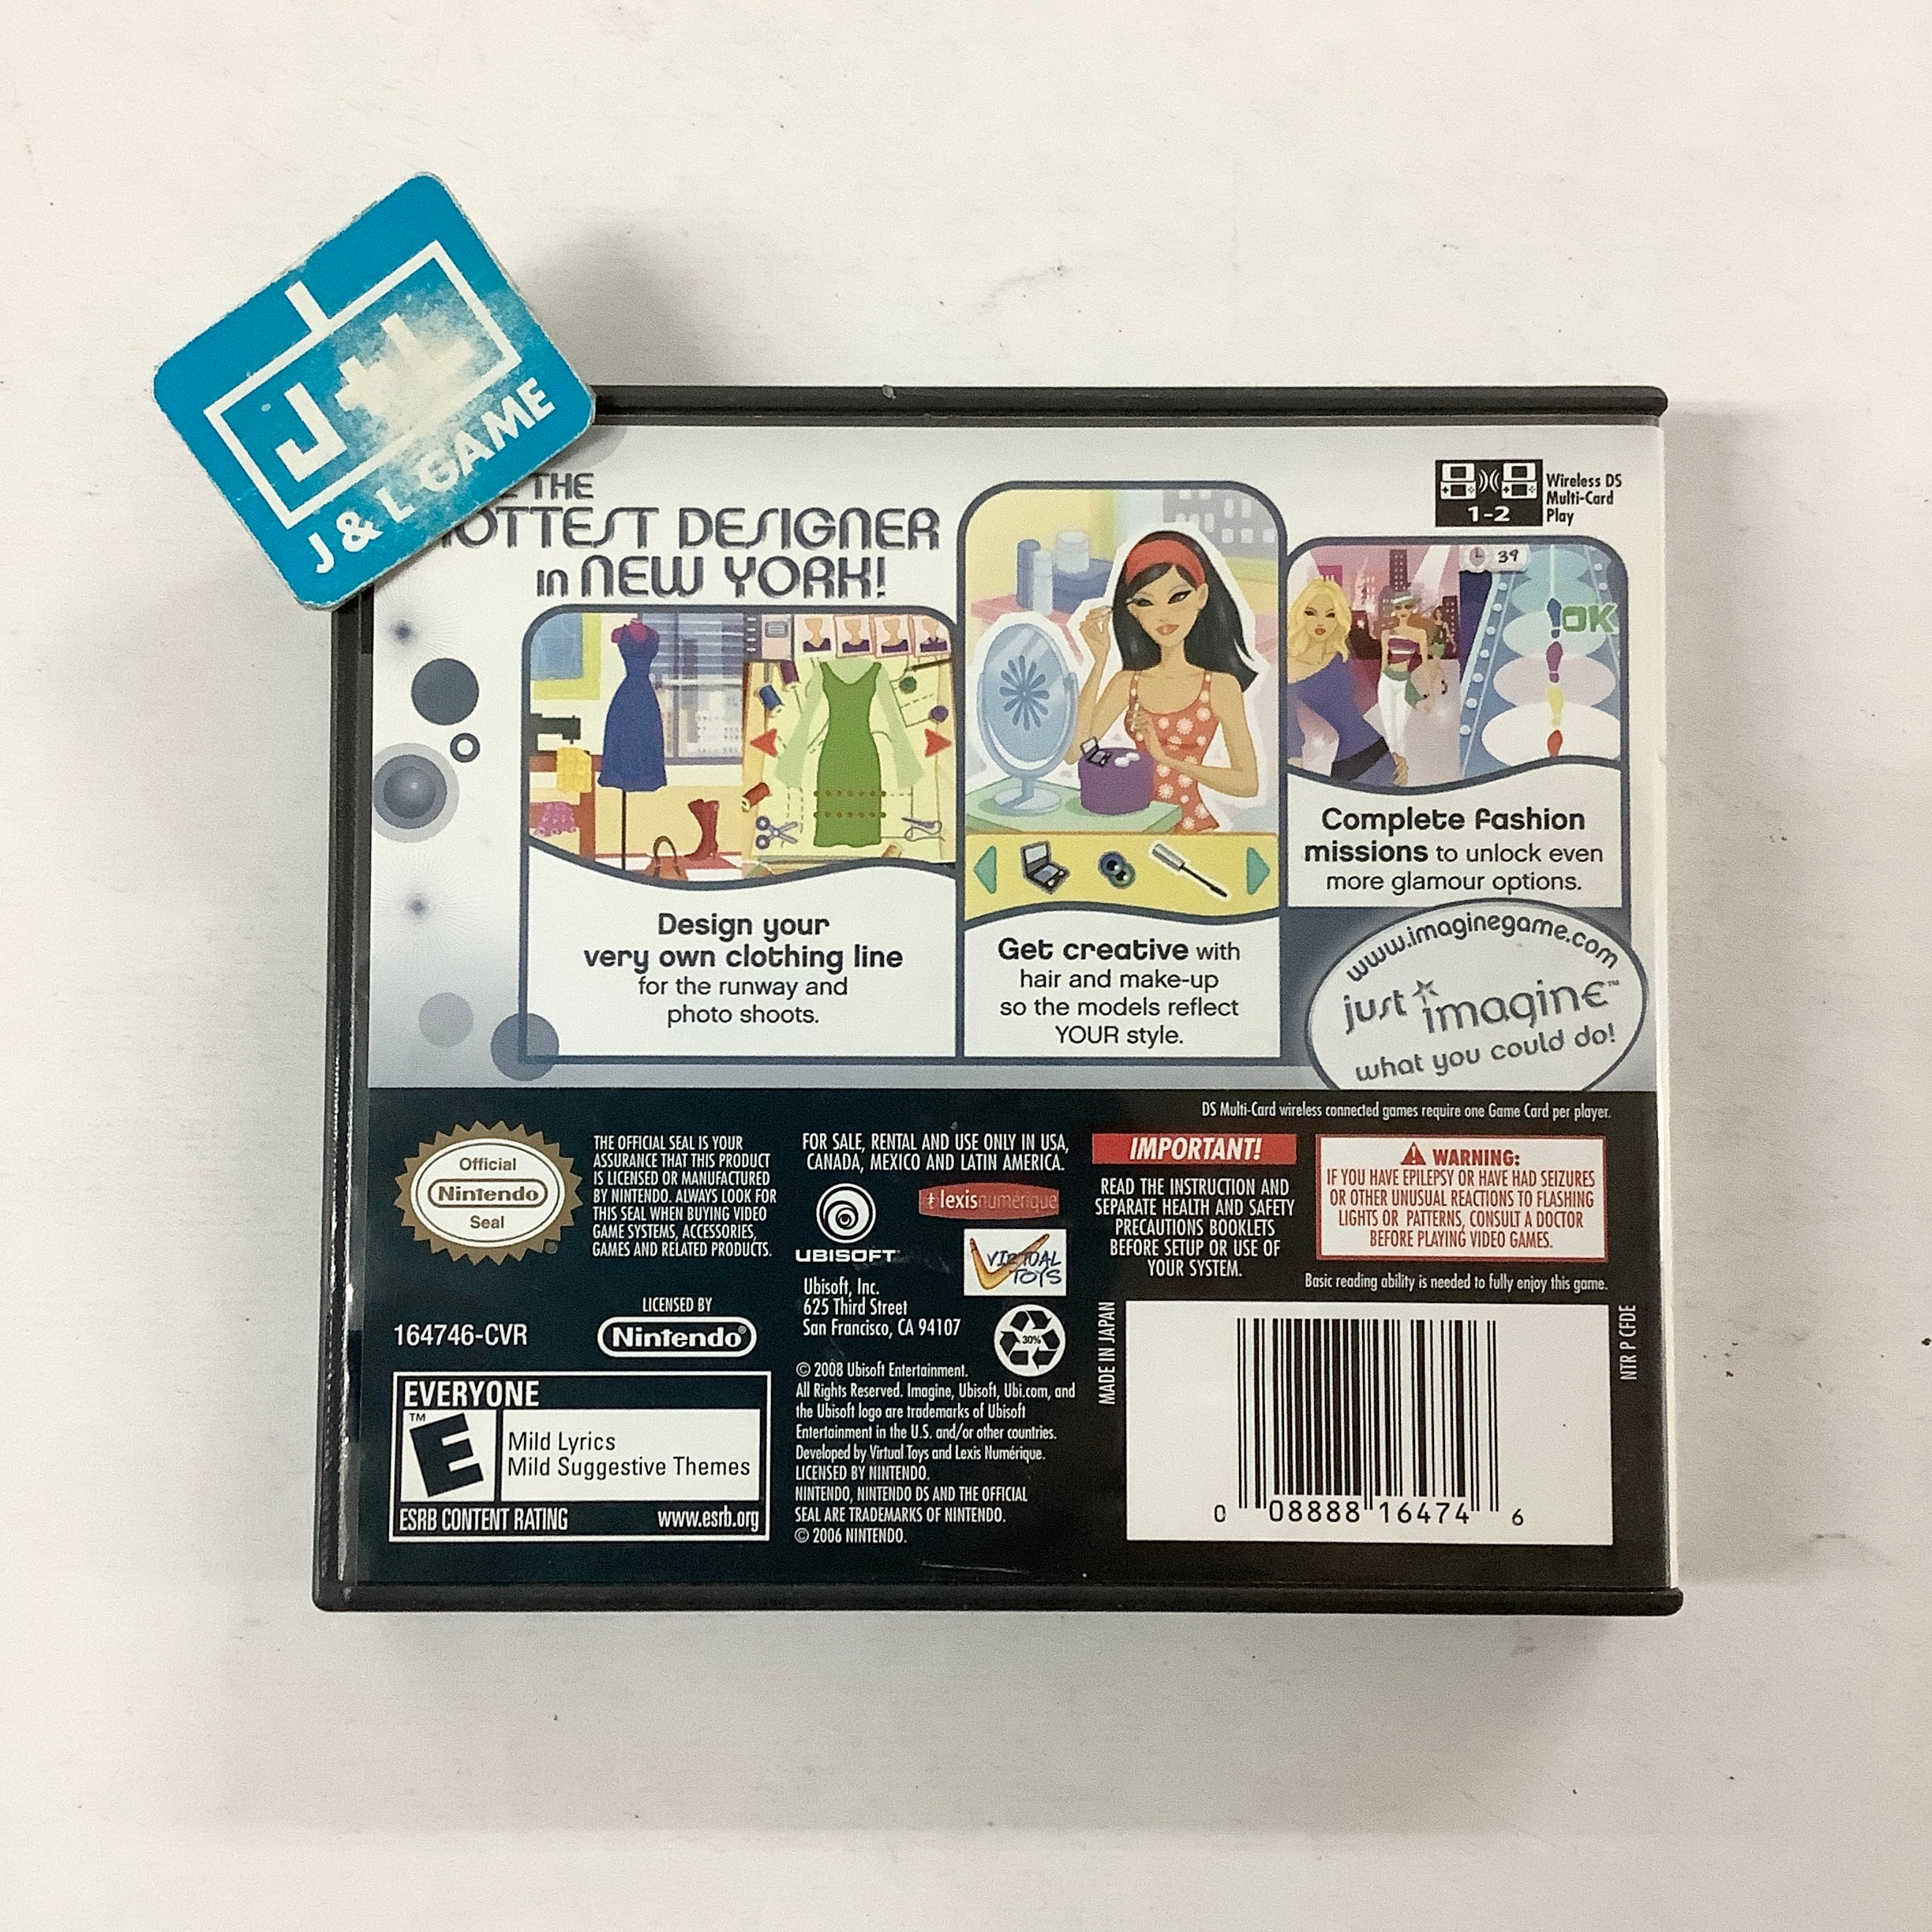 J L
J & L GAME
THE
HOTTEST DESIGNER
in NEW YORK!
Wireless DS
Multi-Card
Play
1-2
39
OK
Design your
very own clothing line
for the runway and
photo shoots.
Get creative with
hair and make-up
so the models reflect
YOUR style.
Complete fashion
missions to unlock even
more glamour options.
www.imaginegame.com
just imagine™
what you could do!
DS Multi-Card wireless connected games require one Game Card per player.
Official
Nintendo
Seal
THE OFFICIAL SEAL IS YOUR
ASSURANCE THAT THIS PRODUCT
IS LICENSED OR MANUFACTURED
BY NINTENDO. ALWAYS LOOK FOR
THIS SEAL WHEN BUYING VIDEO
GAME SYSTEMS, ACCESSORIES,
GAMES AND RELATED PRODUCTS.
FOR SALE, RENTAL AND USE ONLY IN USA,
CANADA, MEXICO AND LATIN AMERICA.
UBISOFT
lexisnumérique
VIRTUAL
TOYS
Ubisoft, Inc.
625 Third Street
San Francisco, CA 94107
30%
IMPORTANT!
READ THE INSTRUCTION AND
SEPARATE HEALTH AND SAFETY
PRECAUTIONS BOOKLETS
BEFORE SETUP OR USE OF
YOUR SYSTEM.
WARNING:
IF YOU HAVE EPILEPSY OR HAVE HAD SEIZURES
OR OTHER UNUSUAL REACTIONS TO FLASHING
LIGHTS OR PATTERNS, CONSULT A DOCTOR
BEFORE PLAYING VIDEO GAMES.
Basic reading ability is needed to fully enjoy this game.
164746-CVR
LICENSED BY
Nintendo®
EVERYONE
™
E
Mild Lyrics
Mild Suggestive Themes
ESRB CONTENT RATING www.esrb.org
© 2008 Ubisoft Entertainment.
All Rights Reserved. Imagine, Ubisoft, Ubi.com, and
the Ubisoft logo are trademarks of Ubisoft
Entertainment in the U.S. and/or other countries.
Developed by Virtual Toys and Lexis Numérique.
LICENSED BY NINTENDO.
NINTENDO, NINTENDO DS AND THE OFFICIAL
SEAL ARE TRADEMARKS OF NINTENDO.
© 2006 NINTENDO.
MADE IN JAPAN
NTR P CFDE
0 08888 16474 6